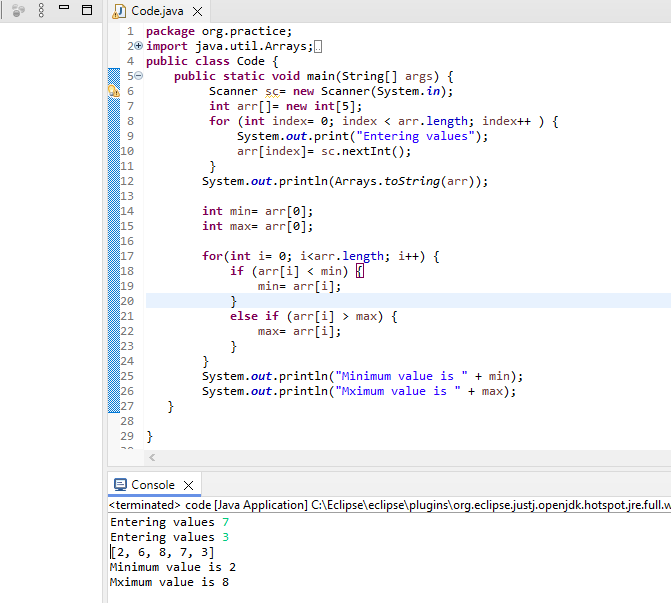 Code.java
1 package org.practice;
2 import java.util.Arrays;
4 public class Code {
5 public static void main(String[] args) {
6 Scanner sc= new Scanner(System.in);
7 int arr[]= new int[5];
8 for (int index= 0; index < arr.length; index++ ) {
9 System.out.print("Entering values");
10 arr[index]= sc.nextInt();
11 }
12 System.out.println(Arrays.toString(arr));
13
14 int min= arr[0];
15 int max= arr[0];
16
17 for(int i= 0; i<arr.length; i++) {
18 if (arr[i] < min) {
19 min= arr[i];
20 }
21 else if (arr[i] > max) {
22 max= arr[i];
23 }
24 }
25 System.out.println("Minimum value is " + min);
26 System.out.println("Mximum value is " + max);
27 }
28
29 }
Console
<terminated> code [Java Application] C:\Eclipse\eclipse\plugins\org.eclipse.justj.openjdk.hotspot.jre.full.w
Entering values 7
Entering values 3
[2, 6, 8, 7, 3]
Minimum value is 2
Mximum value is 8